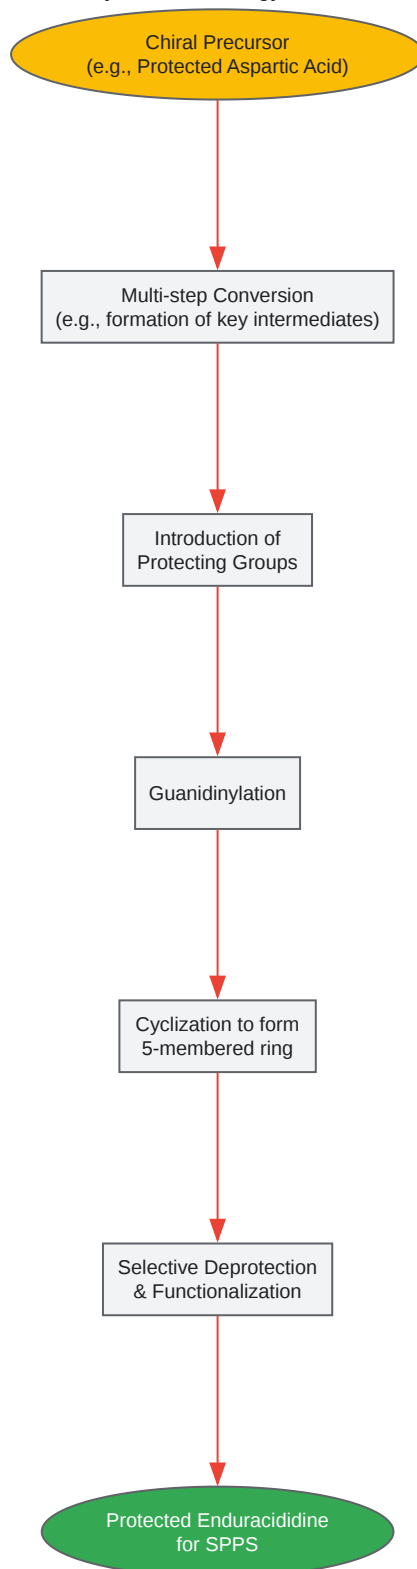 Chiral Precursor
(e.g., Protected Aspartic Acid)
Multi-step Conversion
(e.g., formation of key intermediates)
Introduction of
Protecting Groups
Guanidinylation
Cyclization to form
5-membered ring
Selective Deprotection
& Functionalization
Protected Enduracididine
for SPPS